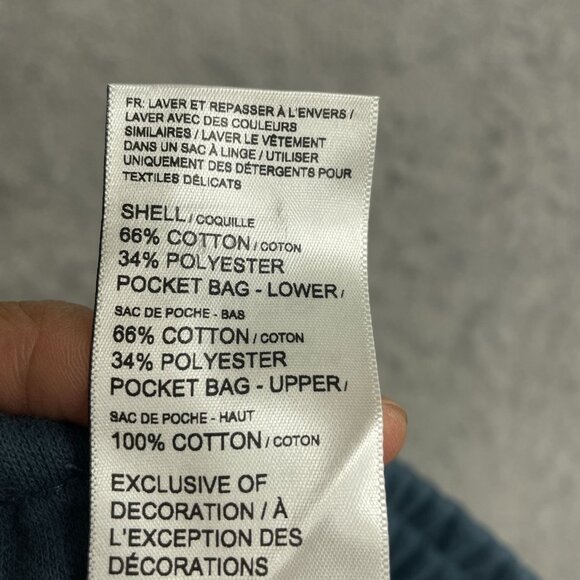 FR: LAVER ET REPASSER À L'ENVERS /
LAVER AVEC DES COULEURS
SIMILAIRES / LAVER LE VÊTEMENT
DANS UN SAC À LINGE / UTILISER
UNIQUEMENT DES DÉTERGENTS POUR
TEXTILES DÉLICATS
SHELL / COQUILLE
66% COTTON / COTON
34% POLYESTER
POCKET BAG - LOWER /
SAC DE POCHE - BAS
66% COTTON / COTON
34% POLYESTER
POCKET BAG - UPPER /
SAC DE POCHE - HAUT
100% COTTON / COTON
EXCLUSIVE OF
DECORATION / À
L'EXCEPTION DES
DÉCORATIONS